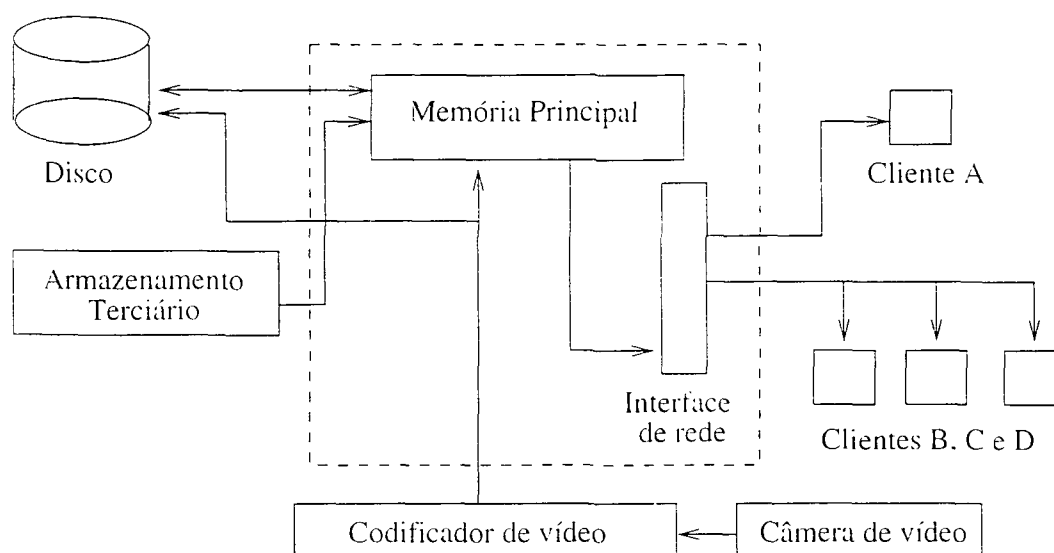 Memória Principal
Disco
Cliente A
Armazenamento
Terciário
Interface
de rede
Clientes B, C e D
Codificador de vídeo
Câmera de vídeo